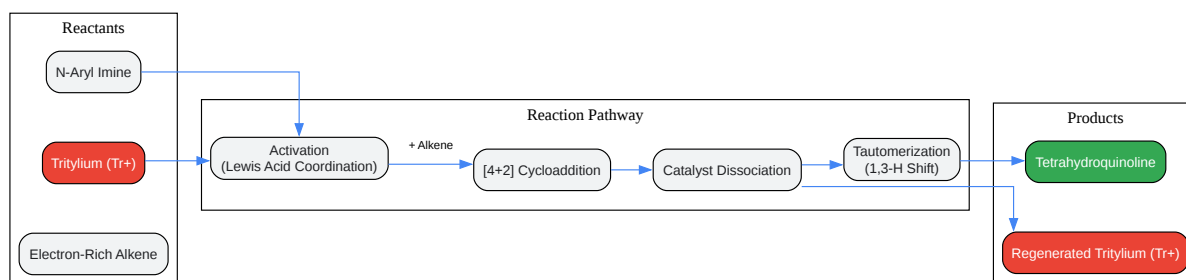 Reactants
N-Aryl Imine
Tritylium (Tr+)
Electron-Rich Alkene
Reaction Pathway
Activation
(Lewis Acid Coordination)
+ Alkene
[4+2] Cycloaddition
Catalyst Dissociation
Tautomerization
(1,3-H Shift)
Products
Tetrahydroquinoline
Regenerated Tritylium (Tr+)